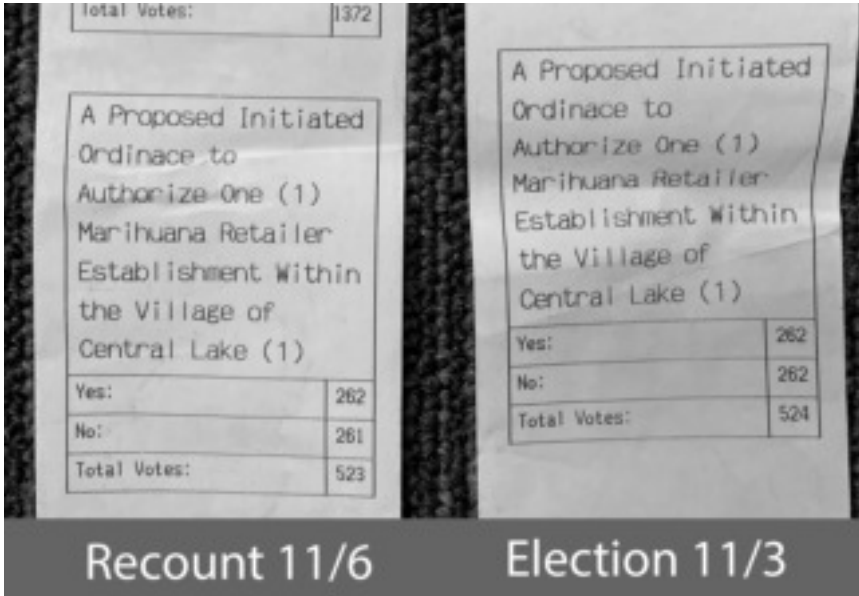 Total Votes: 1372
A Proposed Initiated
Ordinace to
Authorize One (1)
Marihuana Retailer
Establishment Within
the Village of
Central Lake (1)
Yes: 262
No: 261
Total Votes: 523
Recount 11/6
A Proposed Initiated
Ordinace to
Authorize One (1)
Marihuana Retailer
Establishment Within
the Village of
Central Lake (1)
Yes: 262
No: 262
Total Votes: 524
Election 11/3